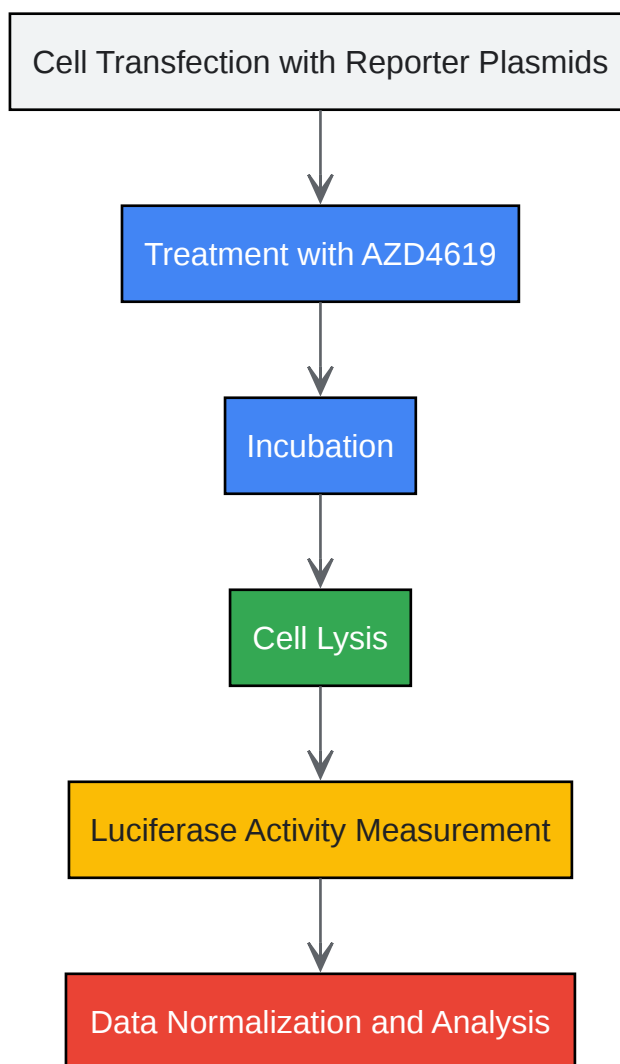 Cell Transfection with Reporter Plasmids
Treatment with AZD4619
Incubation
Cell Lysis
Luciferase Activity Measurement
Data Normalization and Analysis